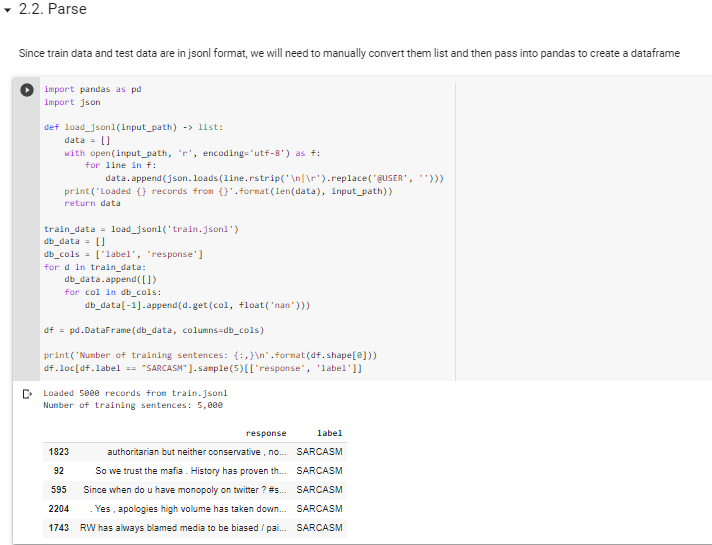 2.2. Parse
Since train data and test data are in jsonl format, we will need to manually convert them list and then pass into pandas to create a dataframe
import pandas as pd
import json
def load_jsonl(input_path) -> list:
    data = []
    with open(input_path, 'r', encoding='utf-8') as f:
        for line in f:
            data.append(json.loads(line.rstrip('\n|\r').replace('@USER', '')))
    print('Loaded {} records from {}'.format(len(data), input_path))
    return data
train_data = load_jsonl('train.jsonl')
db_data = []
db_cols = ['label', 'response']
for d in train_data:
    db_data.append([])
    for col in db_cols:
        db_data[-1].append(d.get(col, float('nan')))
df = pd.DataFrame(db_data, columns=db_cols)
print('Number of training sentences: {:,}\n'.format(df.shape[0]))
df.loc[df.label == "SARCASM"].sample(5)[['response', 'label']]
Loaded 5000 records from train.jsonl
Number of training sentences: 5,000
response label
1823 authoritarian but neither conservative , no... SARCASM
92 So we trust the mafia . History has proven th... SARCASM
595 Since when do u have monopoly on twitter ? #s... SARCASM
2204 . Yes , apologies high volume has taken down... SARCASM
1743 RW has always blamed media to be biased / pai... SARCASM